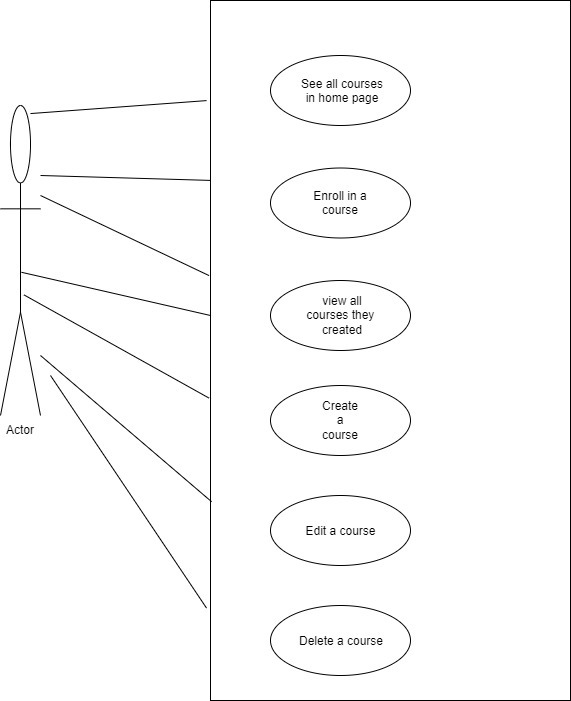 See all courses
in home page
Enroll in a
course
view all
courses they
created
Create
a
course
Actor
Edit a course
Delete a course